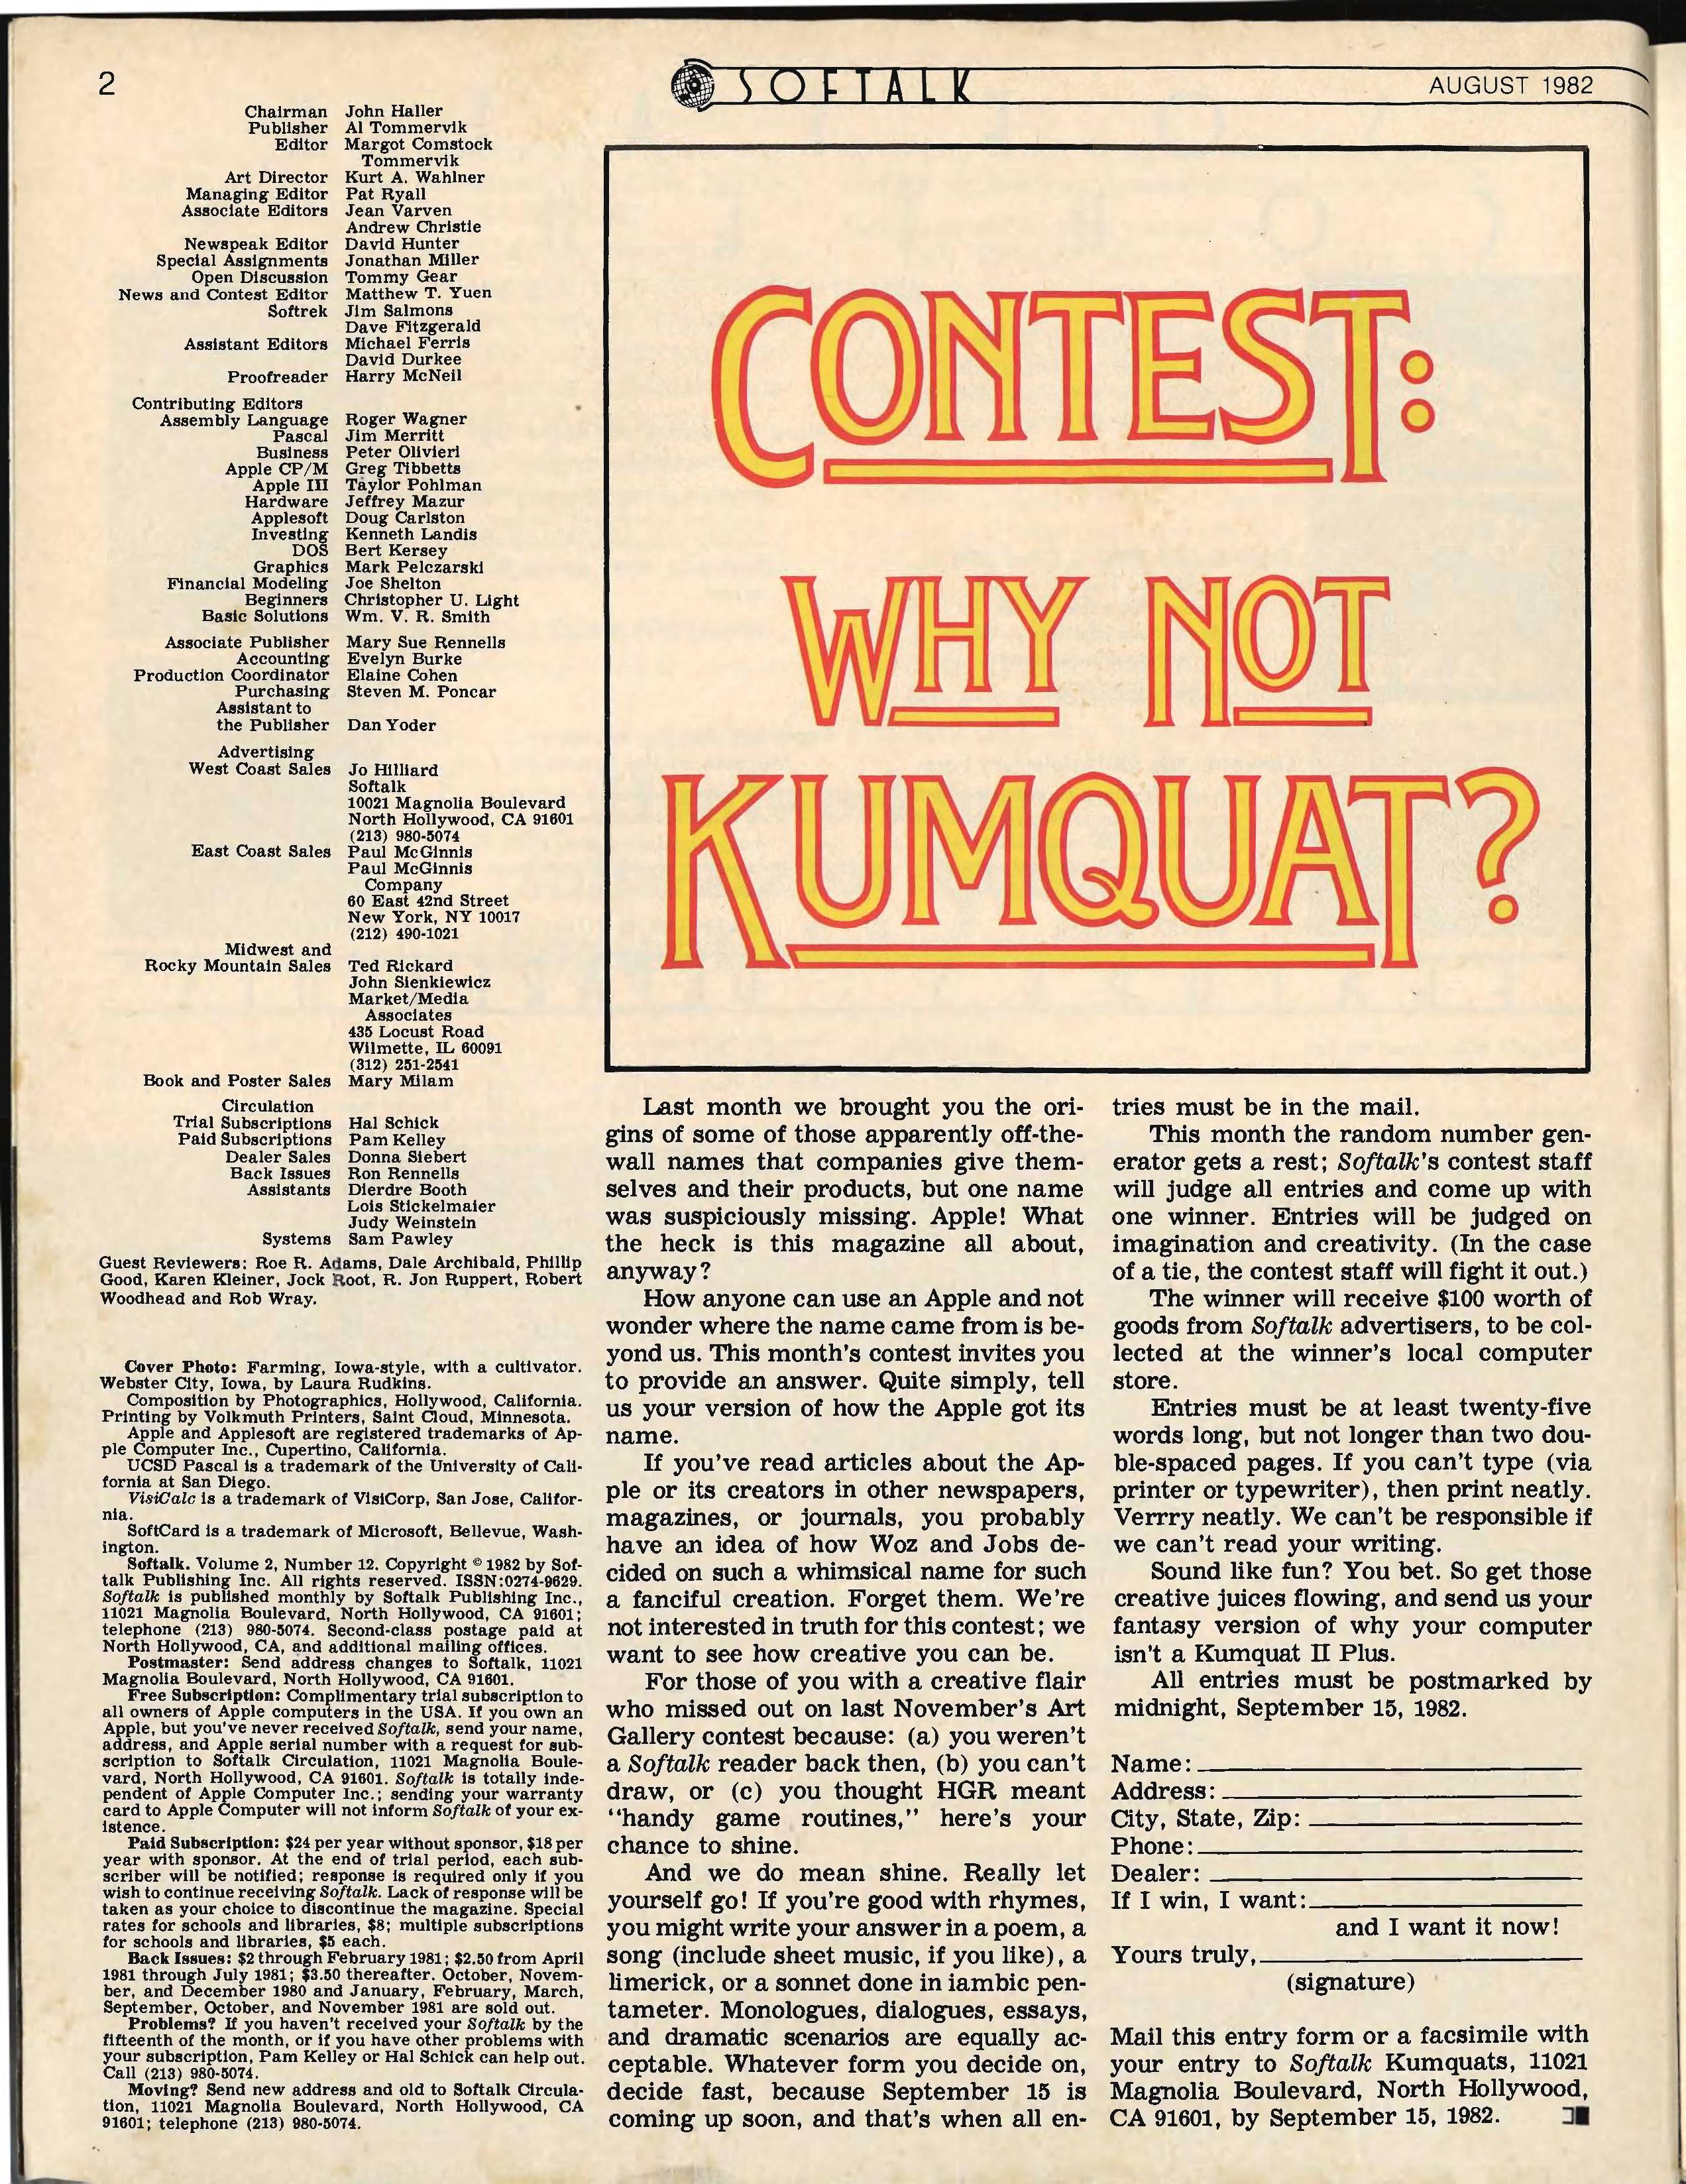 2
SOFTALK
AUGUST 1982
Chairman John Haller
Publisher Al Tommervik
Editor Margot Comstock
Tommervik
Art Director Kurt A. Wahlner
Managing Editor Pat Ryall
Associate Editors Jean Varven
Andrew Christie
Newspeak Editor David Hunter
Special Assignments Jonathan Miller
Open Discussion Tommy Gear
News and Contest Editor Matthew T. Yuen
Softrek Jim Salmons
Dave Fitzgerald
Assistant Editors Michael Ferris
David Durkee
Proofreader Harry McNeil
Contributing Editors
Assembly Language Roger Wagner
Pascal Jim Merritt
Business Peter Olivieri
Apple CP/M Greg Tibbetts
Apple III Taylor Pohlman
Hardware Jeffrey Mazur
Applesoft Doug Carlston
Investing Kenneth Landis
DOS Bert Kersey
Graphics Mark Pelczarski
Financial Modeling Joe Shelton
Beginners Christopher U. Light
Basic Solutions Wm. V. R. Smith
Associate Publisher Mary Sue Rennells
Accounting Evelyn Burke
Production Coordinator Elaine Cohen
Purchasing Steven M. Poncar
Assistant to
the Publisher Dan Yoder
Advertising
West Coast Sales Jo Hilliard
Softalk
10021 Magnolia Boulevard
North Hollywood, CA 91601
(213) 980-5074
East Coast Sales Paul McGinnis
Paul McGinnis
Company
60 East 42nd Street
New York, NY 10017
(212) 490-1021
Midwest and
Rocky Mountain Sales Ted Rickard
John Sienkiewicz
Market/Media
Associates
435 Locust Road
Wilmette, IL 60091
(312) 251-2541
Book and Poster Sales Mary Milam
Circulation
Trial Subscriptions Hal Schick
Paid Subscriptions Pam Kelley
Dealer Sales Donna Siebert
Back Issues Ron Rennells
Assistants Dierdre Booth
Lois Stickelmaier
Judy Weinstein
Systems Sam Pawley
Guest Reviewers: Roe R. Adams, Dale Archibald, Phillip
Good, Karen Kleiner, Jock Root, R. Jon Ruppert, Robert
Woodhead and Rob Wray.
Cover Photo: Farming, Iowa-style, with a cultivator.
Webster City, Iowa, by Laura Rudkins.
Composition by Photographics, Hollywood, California.
Printing by Volkmuth Printers, Saint Cloud, Minnesota.
Apple and Applesoft are registered trademarks of Ap-
ple Computer Inc., Cupertino, California.
UCSD Pascal is a trademark of the University of Cali-
fornia at San Diego.
VisiCalc is a trademark of VisiCorp, San Jose, Califor-
nia.
SoftCard is a trademark of Microsoft, Bellevue, Wash-
ington.
Softalk. Volume 2, Number 12. Copyright © 1982 by Sof-
talk Publishing Inc. All rights reserved. ISSN:0274-9629.
Softalk is published monthly by Softalk Publishing Inc.,
11021 Magnolia Boulevard, North Hollywood, CA 91601;
telephone (213) 980-5074. Second-class postage paid at
North Hollywood, CA, and additional mailing offices.
Postmaster: Send address changes to Softalk, 11021
Magnolia Boulevard, North Hollywood, CA 91601.
Free Subscription: Complimentary trial subscription to
all owners of Apple computers in the USA. If you own an
Apple, but you've never received Softalk, send your name,
address, and Apple serial number with a request for sub-
scription to Softalk Circulation, 11021 Magnolia Boule-
vard, North Hollywood, CA 91601. Softalk is totally inde-
pendent of Apple Computer Inc.; sending your warranty
card to Apple Computer will not inform Softalk of your ex-
istence.
Paid Subscription: $24 per year without sponsor, $18 per
year with sponsor. At the end of trial period, each sub-
scriber will be notified; response is required only if you
wish to continue receiving Softalk. Lack of response will be
taken as your choice to discontinue the magazine. Special
rates for schools and libraries, $8; multiple subscriptions
for schools and libraries, $5 each.
Back Issues: $2 through February 1981; $2.50 from April
1981 through July 1981; $3.50 thereafter. October, Novem-
ber, and December 1980 and January, February, March,
September, October, and November 1981 are sold out.
Problems? If you haven't received your Softalk by the
fifteenth of the month, or if you have other problems with
your subscription, Pam Kelley or Hal Schick can help out.
Call (213) 980-5074.
Moving? Send new address and old to Softalk Circula-
tion, 11021 Magnolia Boulevard, North Hollywood, CA
91601; telephone (213) 980-5074.
CONTEST:
WHY NOT
KUMQUAT?
Last month we brought you the ori-
gins of some of those apparently off-the-
wall names that companies give them-
selves and their products, but one name
was suspiciously missing. Apple! What
the heck is this magazine all about,
anyway?
How anyone can use an Apple and not
wonder where the name came from is be-
yond us. This month's contest invites you
to provide an answer. Quite simply, tell
us your version of how the Apple got its
name.
If you've read articles about the Ap-
ple or its creators in other newspapers,
magazines, or journals, you probably
have an idea of how Woz and Jobs de-
cided on such a whimsical name for such
a fanciful creation. Forget them. We're
not interested in truth for this contest; we
want to see how creative you can be.
For those of you with a creative flair
who missed out on last November's Art
Gallery contest because: (a) you weren't
a Softalk reader back then, (b) you can't
draw, or (c) you thought HGR meant
"handy game routines," here's your
chance to shine.
And we do mean shine. Really let
yourself go! If you're good with rhymes,
you might write your answer in a poem, a
song (include sheet music, if you like), a
limerick, or a sonnet done in iambic pen-
tameter. Monologues, dialogues, essays,
and dramatic scenarios are equally ac-
ceptable. Whatever form you decide on,
decide fast, because September 15 is
coming up soon, and that's when all en-
tries must be in the mail.
This month the random number gen-
erator gets a rest; Softalk's contest staff
will judge all entries and come up with
one winner. Entries will be judged on
imagination and creativity. (In the case
of a tie, the contest staff will fight it out.)
The winner will receive $100 worth of
goods from Softalk advertisers, to be col-
lected at the winner's local computer
store.
Entries must be at least twenty-five
words long, but not longer than two dou-
ble-spaced pages. If you can't type (via
printer or typewriter), then print neatly.
Verrry neatly. We can't be responsible if
we can't read your writing.
Sound like fun? You bet. So get those
creative juices flowing, and send us your
fantasy version of why your computer
isn't a Kumquat II Plus.
All entries must be postmarked by
midnight, September 15, 1982.
Name:
Address:
City, State, Zip:
Phone:
Dealer:
If I win, I want:
and I want it now!
Yours truly,
(signature)
Mail this entry form or a facsimile with
your entry to Softalk Kumquats, 11021
Magnolia Boulevard, North Hollywood,
CA 91601, by September 15, 1982.